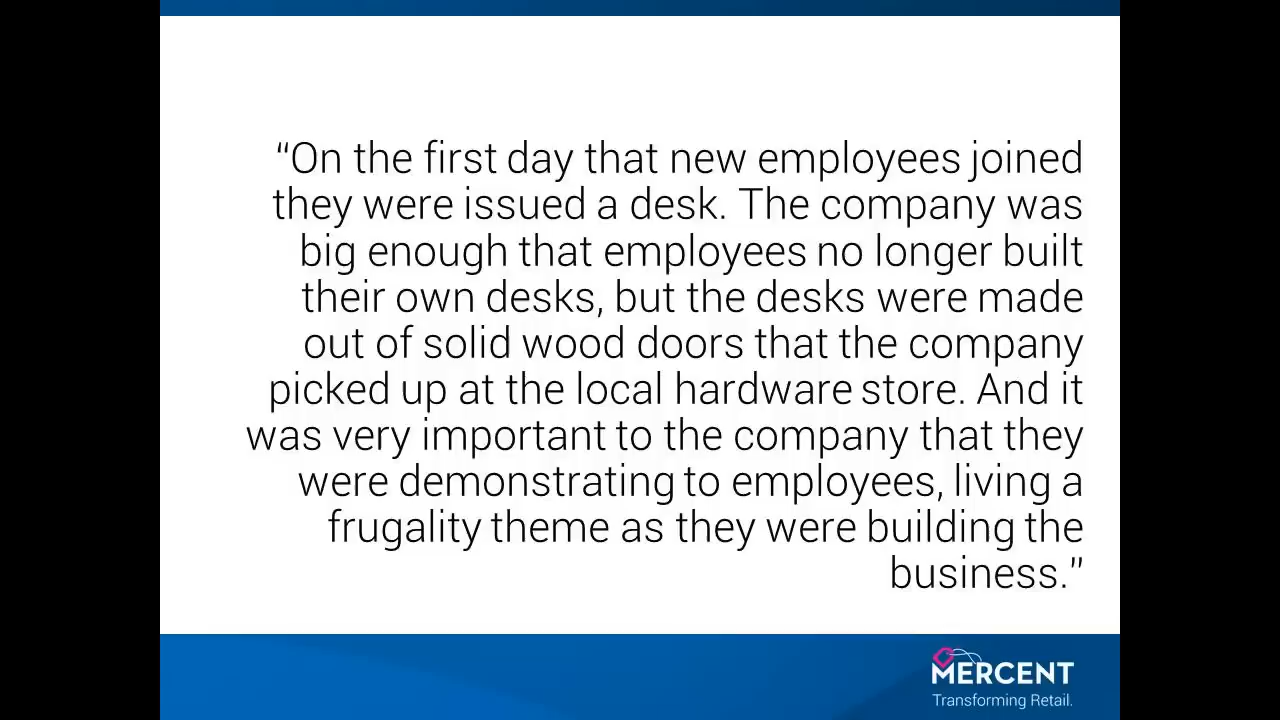 “On the first day that new employees joined
they were issued a desk. The company was
big enough that employees no longer built
their own desks, but the desks were made
out of solid wood doors that the company
picked up at the local hardware store. And it
was very important to the company that they
were demonstrating to employees, living a
frugality theme as they were building the
business.”
MERCENT
Transforming Retail.